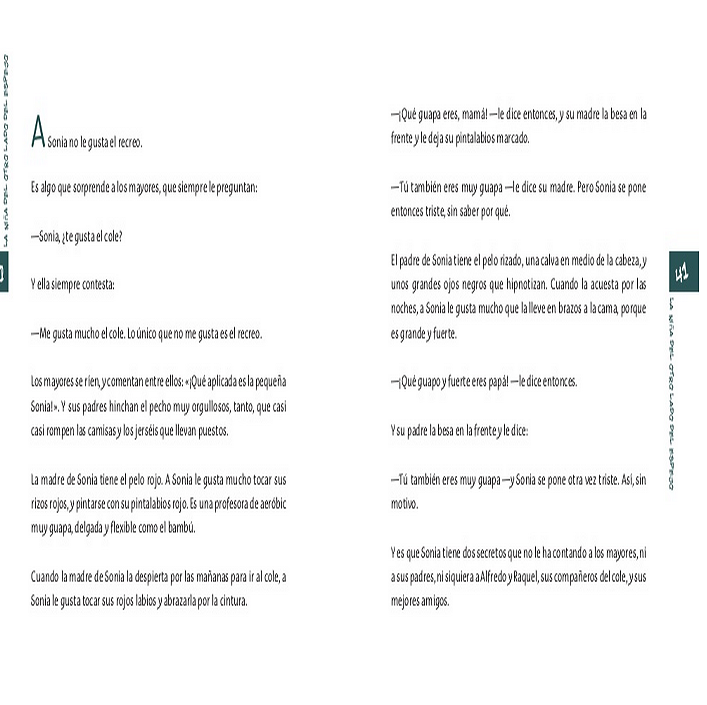 LA NIÑA DEL OTRO LADO DEL ESPEJO
A Sonia no le gusta el recreo.
Es algo que sorprende a los mayores, que siempre le preguntan:
—Sonia, ¿te gusta el cole?
Y ella siempre contesta:
—Me gusta mucho el cole. Lo único que no me gusta es el recreo.
Los mayores se ríen, y comentan entre ellos: «¡Qué aplicada es la pequeña
Sonia!». Y sus padres hinchan el pecho muy orgullosos, tanto, que casi
casi rompen las camisas y los jerséis que llevan puestos.
La madre de Sonia tiene el pelo rojo. A Sonia le gusta mucho tocar sus
rizos rojos, y pintarse con su pintalabios rojo. Es una profesora de aeróbic
muy guapa, delgada y flexible como el bambú.
Cuando la madre de Sonia la despierta por las mañanas para ir al cole, a
Sonia le gusta tocar sus rojos labios y abrazarla por la cintura.
—¡Qué guapa eres, mamá! —le dice entonces, y su madre la besa en la
frente y le deja su pintalabios marcado.
—Tú también eres muy guapa —le dice su madre. Pero Sonia se pone
entonces triste, sin saber por qué.
El padre de Sonia tiene el pelo rizado, una calva en medio de la cabeza, y
unos grandes ojos negros que hipnotizan. Cuando la acuesta por las
noches, a Sonia le gusta mucho que la lleve en brazos a la cama, porque
es grande y fuerte.
—¡Qué guapo y fuerte eres papá! —le dice entonces.
Y su padre la besa en la frente y le dice:
—Tú también eres muy guapa —y Sonia se pone otra vez triste. Así, sin
motivo.
Y es que Sonia tiene dos secretos que no le ha contando a los mayores, ni
a sus padres, ni siquiera a Alfredo y Raquel, sus compañeros del cole, y sus
mejores amigos.
41
LA NIÑA DEL OTRO LADO DEL ESPEJO